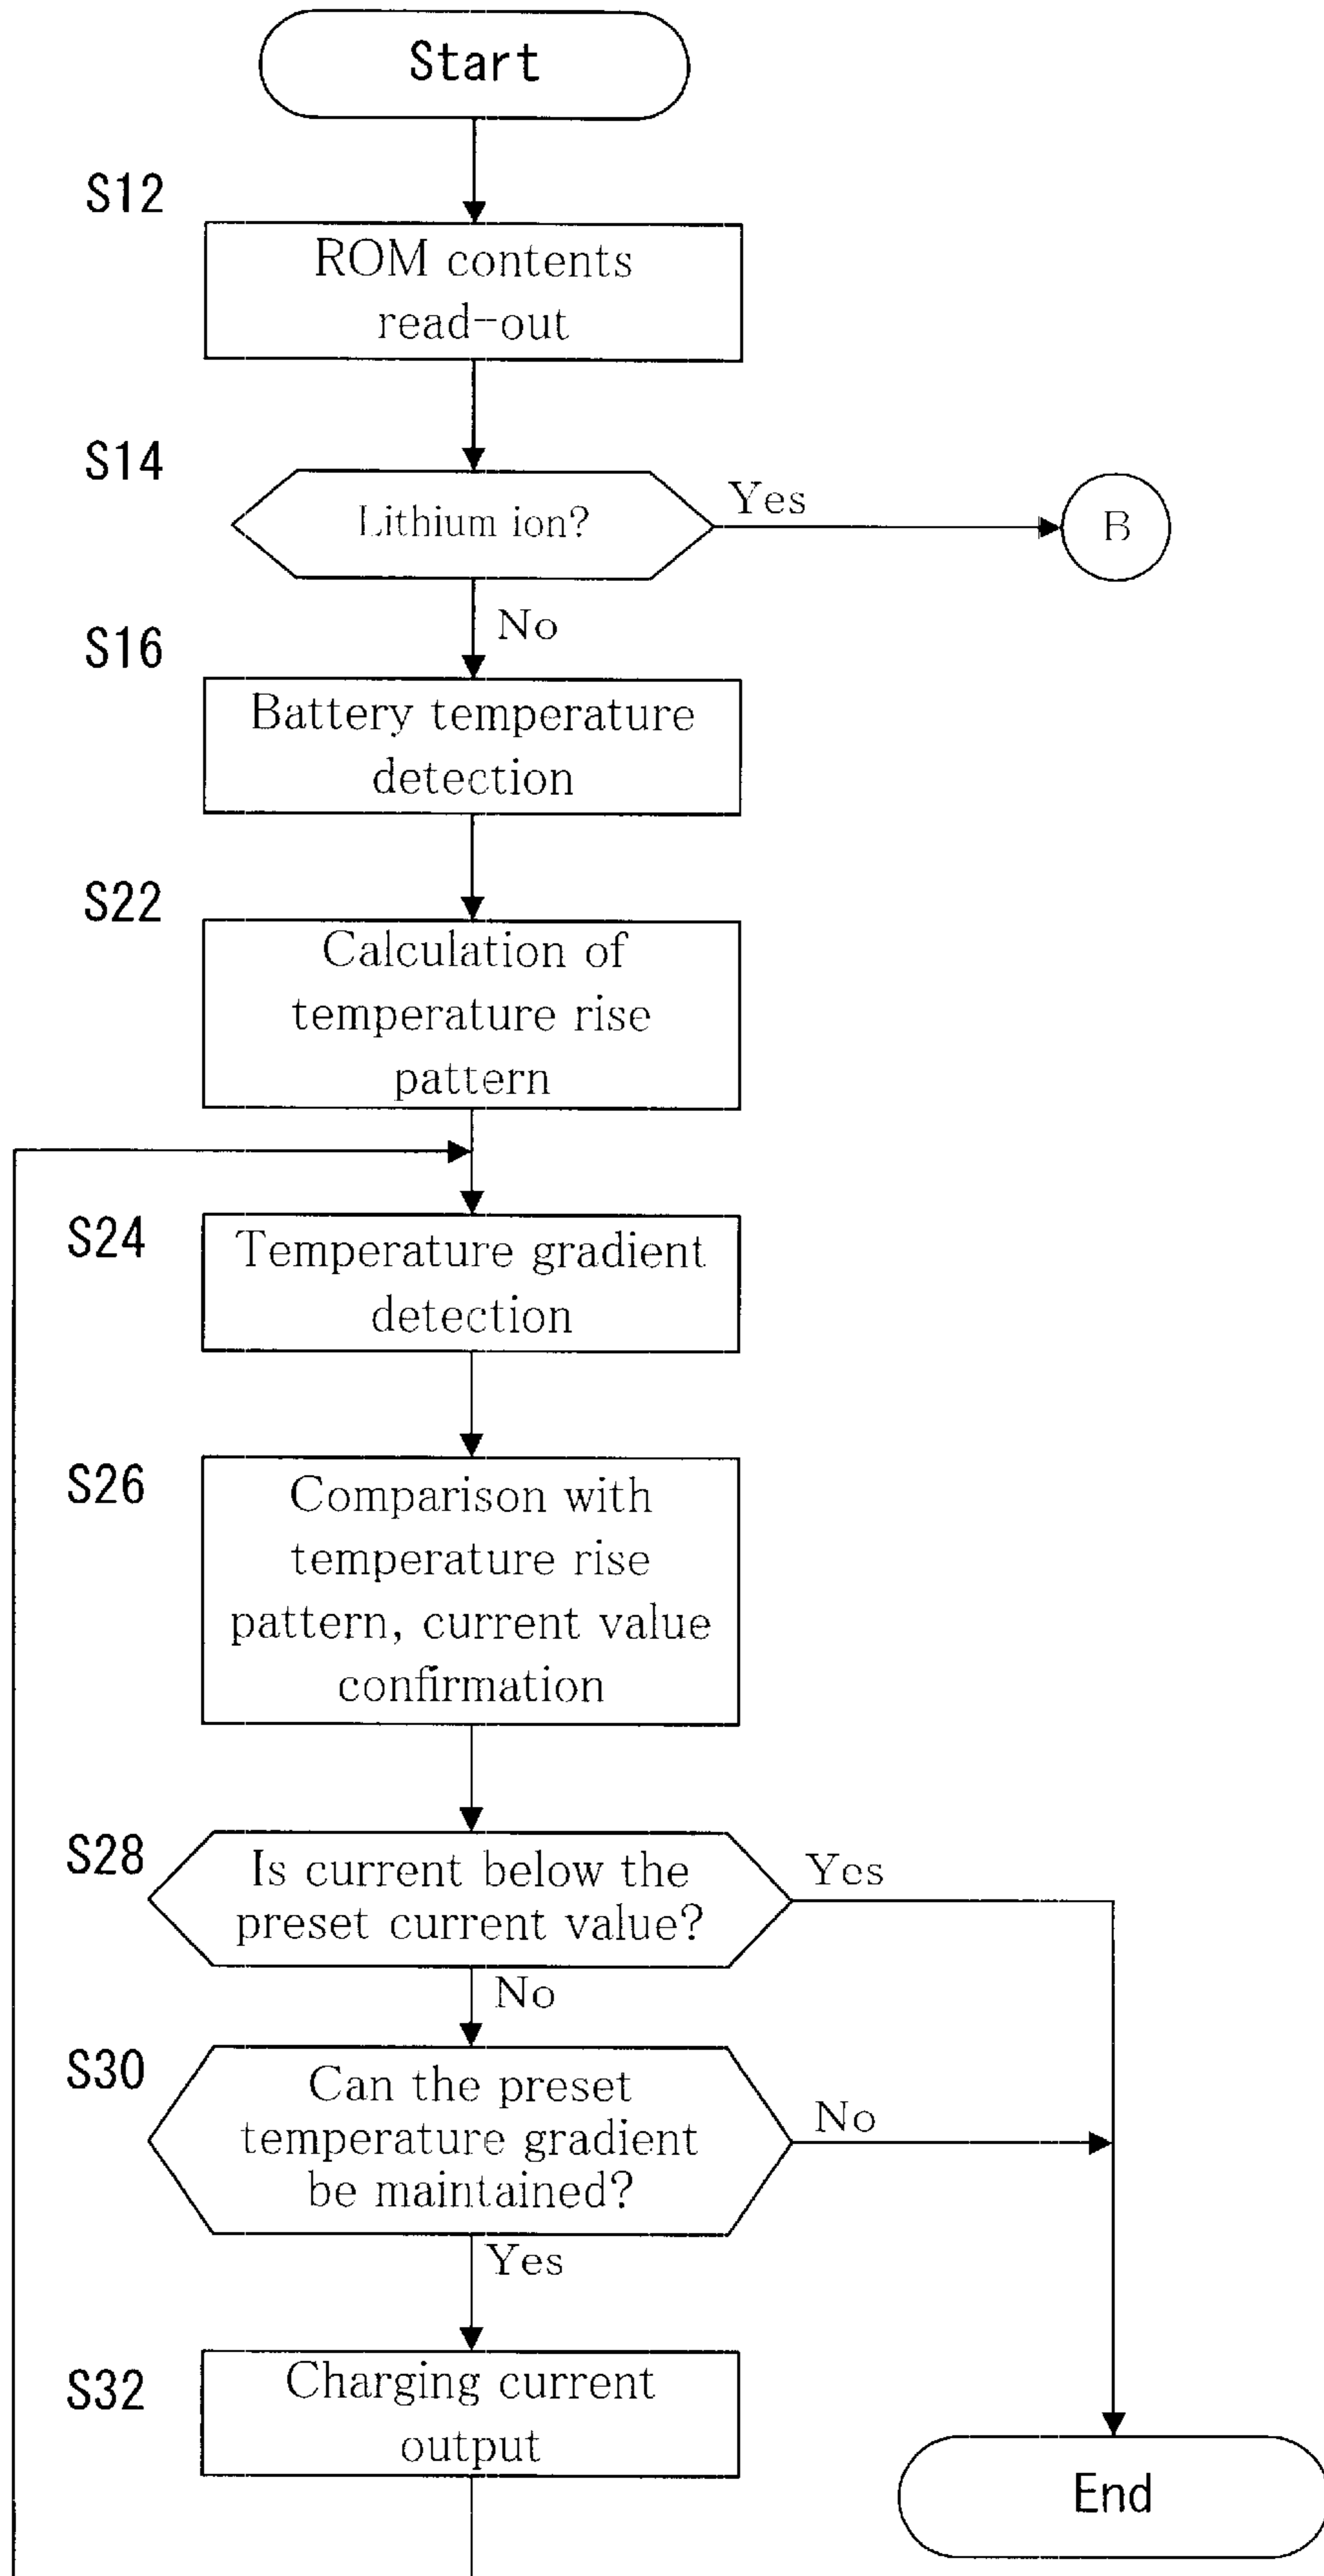 Start
S12
ROM contents
read-out
S14
Lithium ion?
Yes
B
No
S16
Battery temperature
detection
S22
Calculation of
temperature rise
pattern
S24
Temperature gradient
detection
S26
Comparison with
temperature rise
pattern, current value
confirmation
S28
Is current below the
preset current value?
Yes
No
S30
Can the preset
temperature gradient
be maintained?
No
Yes
S32
Charging current
output
End